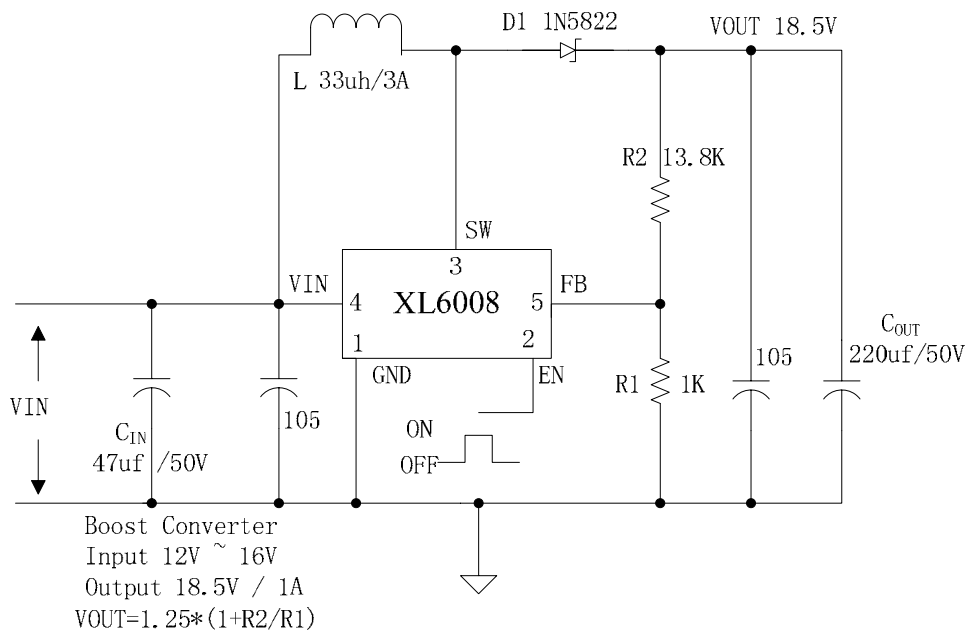 D1 1N5822
VOUT 18.5V
L 33uh/3A
R2 13.8K
SW
3
VIN
4
XL6008
5
FB
1
2
GND
EN
COUT
220uf/50V
105
R1
1K
VIN
105
CIN
47uf /50V
ON
OFF
Boost Converter
Input 12V ~ 16V
Output 18.5V / 1A
VOUT=1.25*(1+R2/R1)